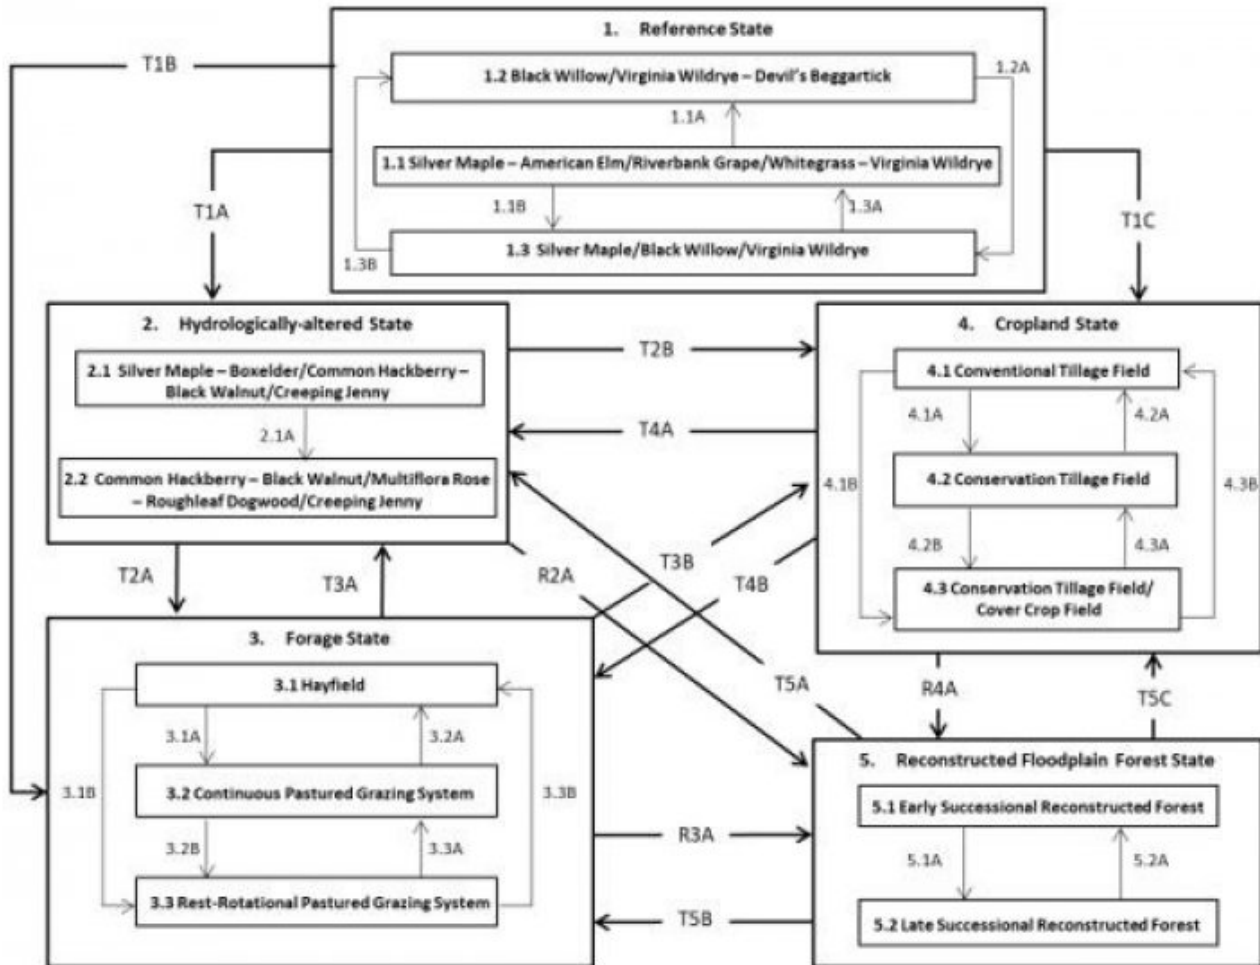 1. Reference State
T1B
1.2 Black Willow/Virginia Wildrye – Devil's Beggartick
1.2A
1.1A
1.1 Silver Maple – American Elm/Riverbank Grape/Whitegrass – Virginia Wildrye
1.1B
1.3A
T1A
T1C
1.3 Silver Maple/Black Willow/Virginia Wildrye
1.3B
2. Hydrologically-altered State
2.1 Silver Maple – Boxelder/Common Hackberry –
Black Walnut/Creeping Jenny
2.1A
2.2 Common Hackberry – Black Walnut/Multiflora Rose
– Roughleaf Dogwood/Creeping Jenny
T2B
T4A
4. Cropland State
4.1 Conventional Tillage Field
4.1A
4.2A
4.2 Conservation Tillage Field
4.1B
4.3B
4.2B
4.3A
4.3 Conservation Tillage Field/
Cover Crop Field
T2A
T3A
R2A
T3B
T4B
3. Forage State
3.1 Hayfield
3.1A
3.2A
3.2 Continuous Pastured Grazing System
3.1B
3.3B
3.2B
3.3A
3.3 Rest-Rotational Pastured Grazing System
T5A
R4A
T5C
R3A
T5B
5. Reconstructed Floodplain Forest State
5.1 Early Successional Reconstructed Forest
5.1A
5.2A
5.2 Late Successional Reconstructed Forest